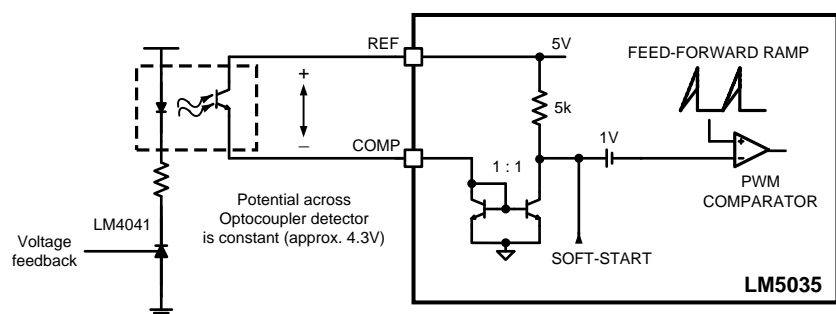 REF
5V
FEED-FORWARD RAMP
+
5k
1V
+
–
–
COMP
1 : 1
PWM
COMPARATOR
Potential across
Optocoupler detector
is constant (approx. 4.3V)
LM4041
Voltage
feedback
SOFT-START
LM5035